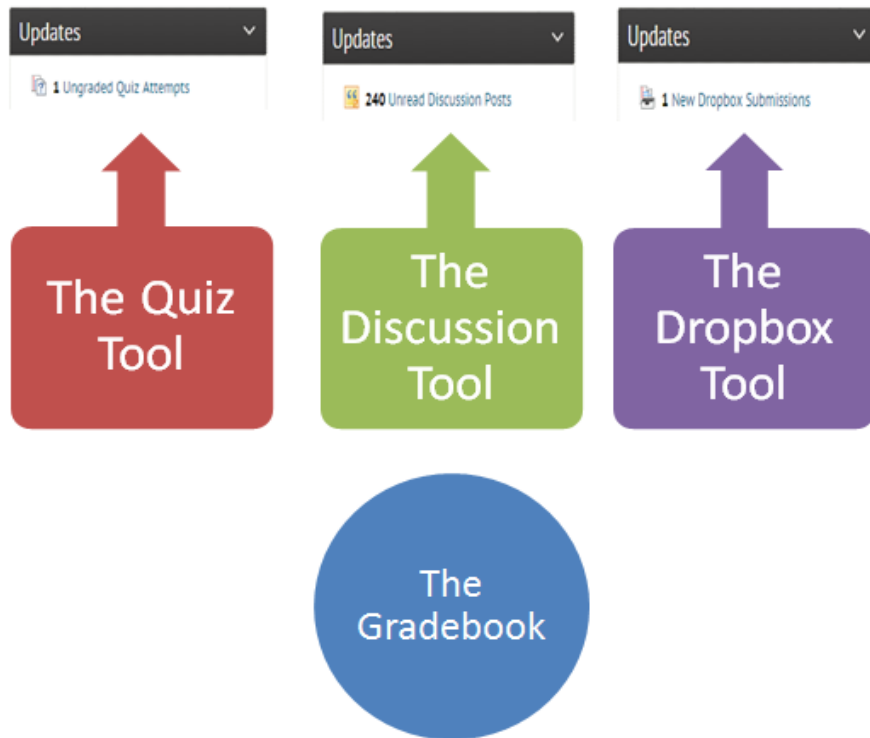 Updates
1 Ungraded Quiz Attempts
Updates
240 Unread Discussion Posts
Updates
1 New Dropbox Submissions
The Quiz
Tool
The
Discussion
Tool
The
Dropbox
Tool
The
Gradebook